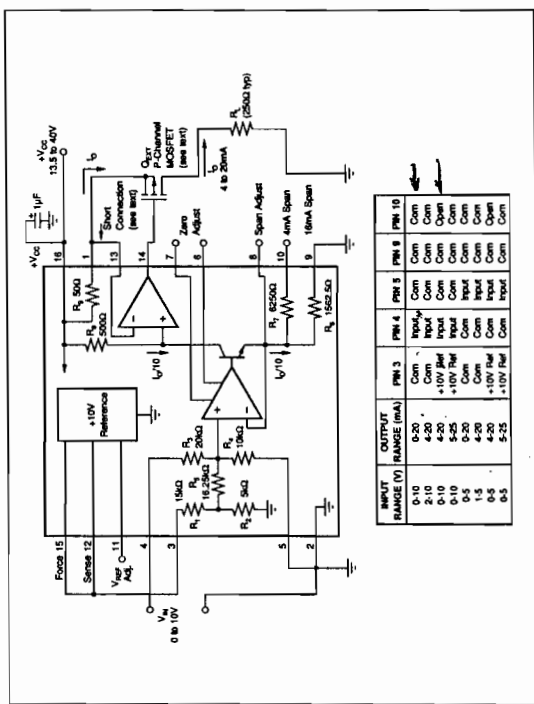 +V_CC
13.5 to 40V
1µF
+V_CC
16
1
Short
Connection
(see text)
I_O
Q_EXT
P-Channel
MOSFET
(see text)
13
14
I_O
4 to 20mA
R_L
(250Ω typ)
7
Zero
Adjust
6
8
Span Adjust
10
4mA Span
9
16mA Span
R_9 50Ω
R_8 500Ω
I_O/10
I_O/10
R_7 6250Ω
R_6 1562.5Ω
+10V
Reference
Force 15
Sense 12
V_REF
Adj.
11
4
3
V_IN
0 to 10V
5
2
R_1
15kΩ
R_2
5kΩ
R_3
20kΩ
R_4
10kΩ
R_5
16.25kΩ
INPUT RANGE (V) OUTPUT RANGE (mA) PIN 3 PIN 4 PIN 5 PIN 9 PIN 10
0-10 0-20 Com Input Com Com Com
2-10 4-20 Com Input Com Com Com
0-10 4-20 +10V Ref Input Com Com Open
0-10 5-25 +10V Ref Input Com Com Com
0-5 0-20 Com Com Input Com Com
1-5 4-20 Com Com Input Com Com
0-5 4-20 +10V Ref Com Input Com Open
0-5 5-25 +10V Ref Com Input Com Com